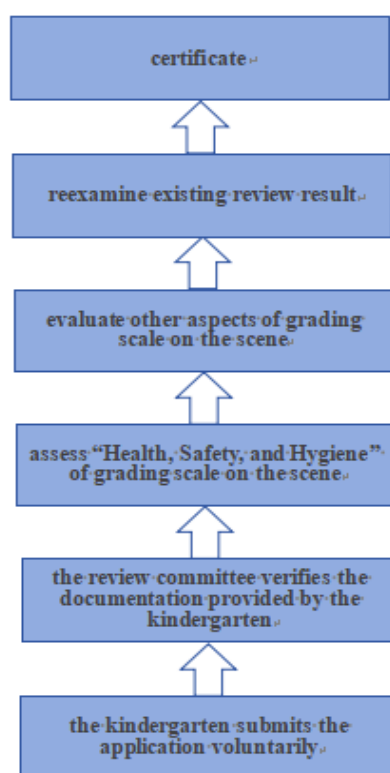 certificate
reexamine existing review result
evaluate other aspects of grading
scale on the scene
assess “Health, Safety, and Hygiene”
of grading scale on the scene
the review committee verifies the
documentation provided by the
kindergarten
the kindergarten submits the
application voluntarily